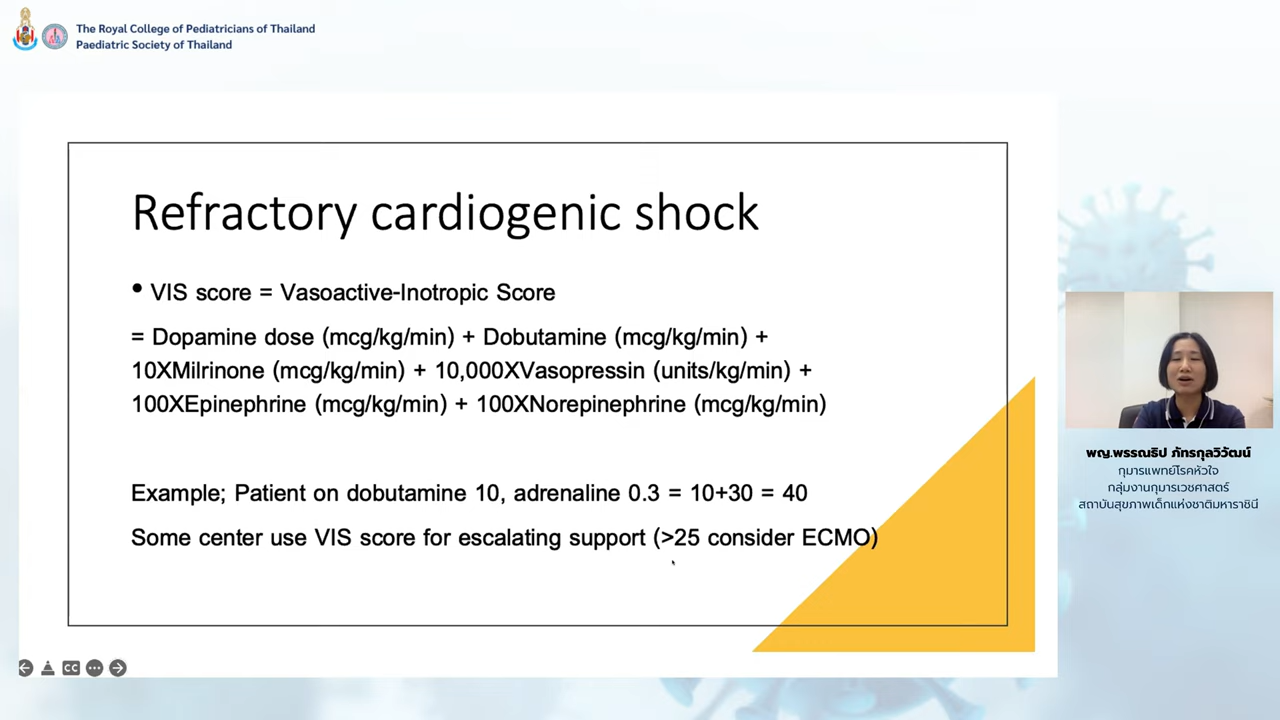 The Royal College of Pediatricians of Thailand
Paediatric Society of Thailand
Refractory cardiogenic shock
• VIS score = Vasoactive-Inotropic Score
= Dopamine dose (mcg/kg/min) + Dobutamine (mcg/kg/min) +
10XMilrinone (mcg/kg/min) + 10,000XVasopressin (units/kg/min) +
100XEpinephrine (mcg/kg/min) + 100XNorepinephrine (mcg/kg/min)
Example; Patient on dobutamine 10, adrenaline 0.3 = 10+30 = 40
Some center use VIS score for escalating support (>25 consider ECMO)
พญ.พรรณธิป ภัทรกุลวิวัฒน์
กุมารแพทย์โรคหัวใจ
กลุ่มงานกุมารเวชศาสตร์
สถาบันสุขภาพเด็กแห่งชาติมหาราชินี
CC